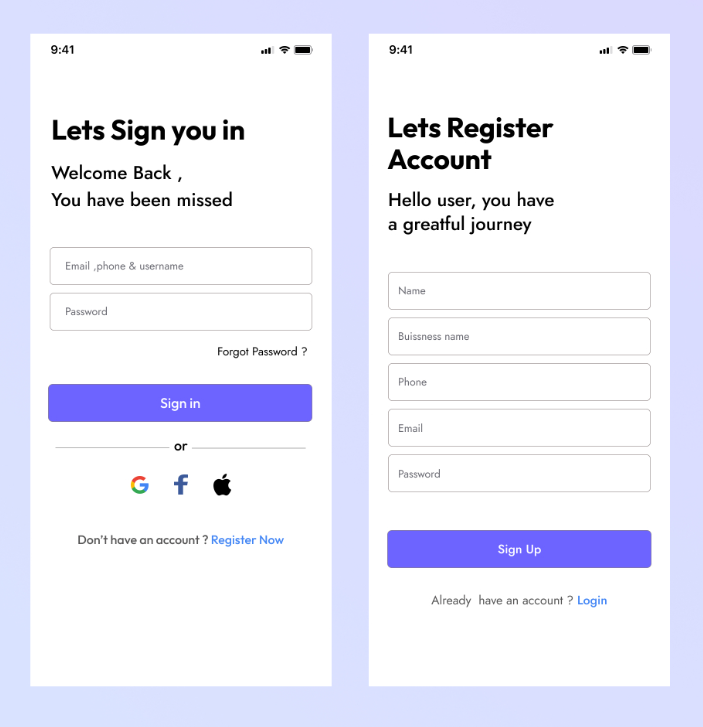 9:41
Lets Sign you in
Welcome Back ,
You have been missed
Email ,phone & username
Password
Forgot Password ?
Sign in
or
Don't have an account ? Register Now
9:41
Lets Register
Account
Hello user, you have
a greatful journey
Name
Buissness name
Phone
Email
Password
Sign Up
Already have an account ? Login